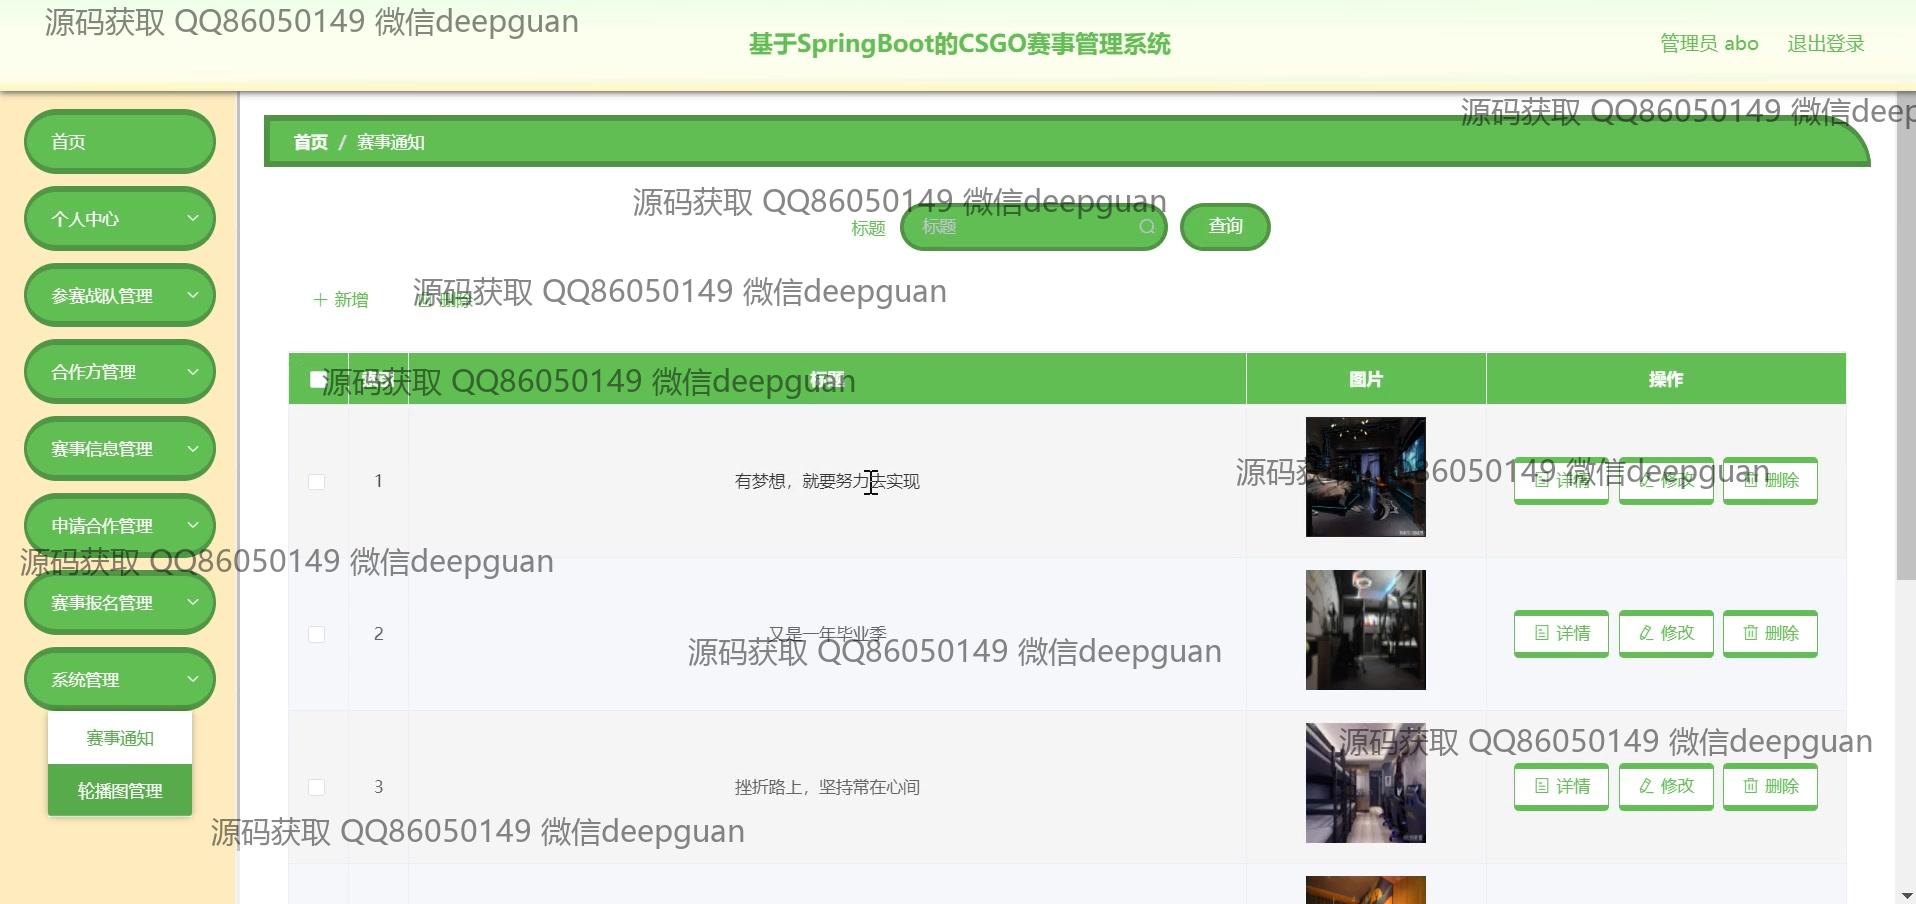 源码获取 QQ86050149 微信deepguan
基于SpringBoot的CSGO赛事管理系统
管理员 abo
退出登录
源码获取 QQ86050149 微信deep
首页
首页 / 赛事通知
个人中心
源码获取 QQ86050149 微信deepguan
标题
标题
查询
参赛战队管理
新增
删除
源码获取 QQ86050149 微信deepguan
合作方管理
源码获取 QQ86050149 微信deepguan
标题
图片
操作
赛事信息管理
1
有梦想，就要努力去实现
源码获取 QQ86050149 微信deepguan
详情
修改
删除
申请合作管理
源码获取 QQ86050149 微信deepguan
赛事报名管理
2
又是一年毕业季
详情
修改
删除
源码获取 QQ86050149 微信deepguan
系统管理
赛事通知
源码获取 QQ86050149 微信deepguan
轮播图管理
3
挫折路上，坚持常在心间
详情
修改
删除
源码获取 QQ86050149 微信deepguan